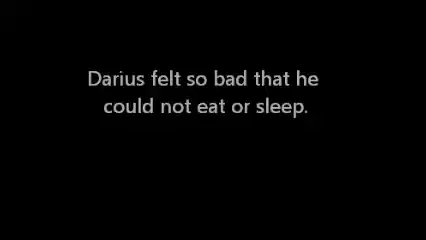 Darius felt so bad that he
could not eat or sleep.